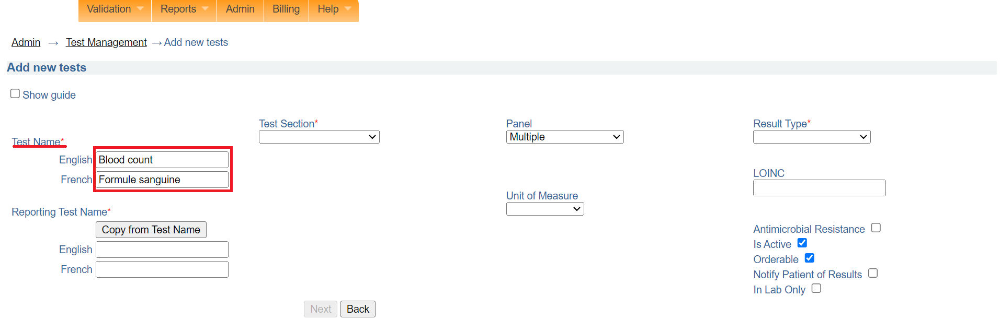 Validation Reports Admin Billing Help
Admin → Test Management → Add new tests
Add new tests
Show guide
Test Name*
English Blood count
French Formule sanguine
Reporting Test Name*
Copy from Test Name
English
French
Test Section*
Panel
Multiple
Unit of Measure
Result Type*
LOINC
Antimicrobial Resistance
Is Active
Orderable
Notify Patient of Results
In Lab Only
Next Back